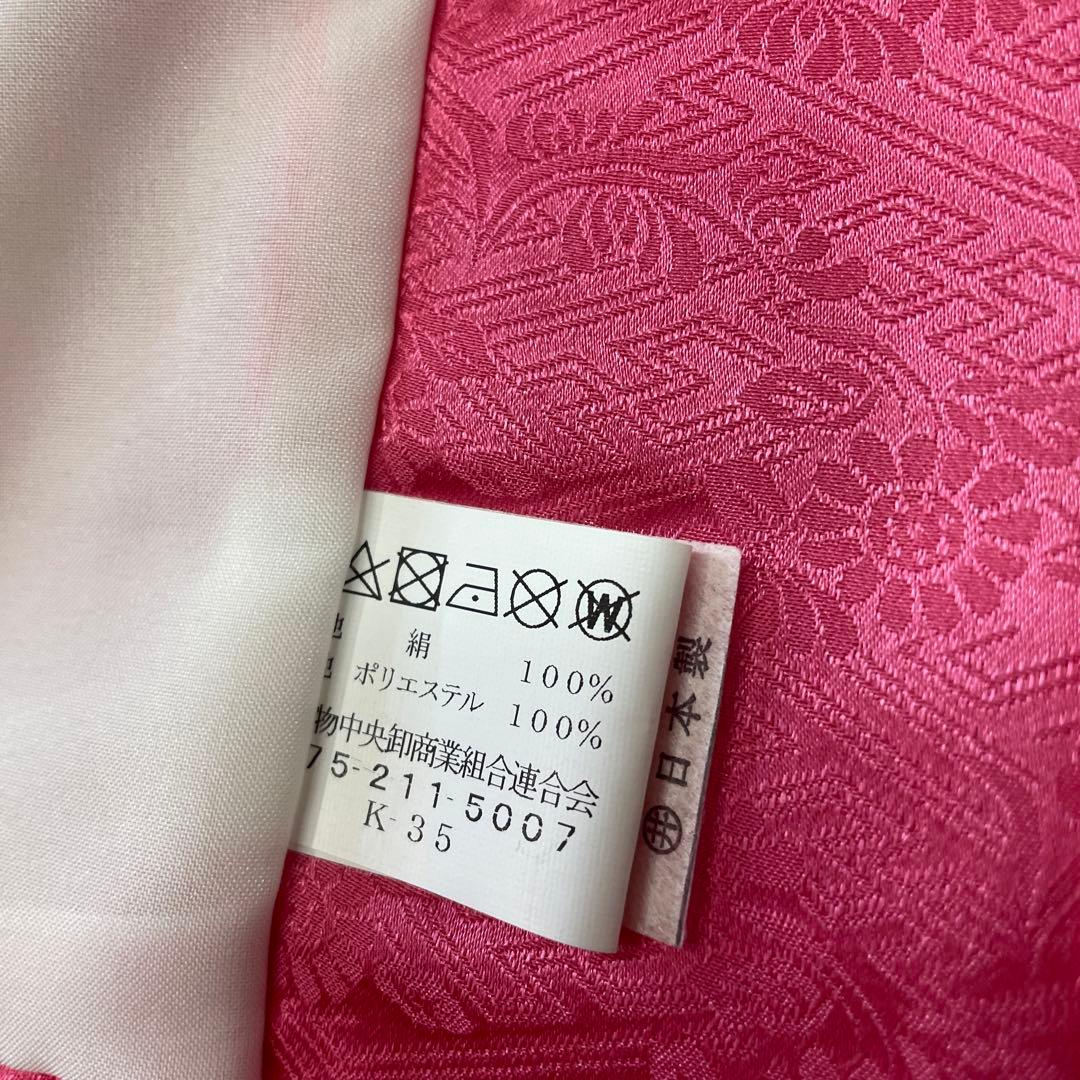 絹 100%
ポリエステル 100%
物中央卸商業組合連合会
75-211-5007
K-35
日本製